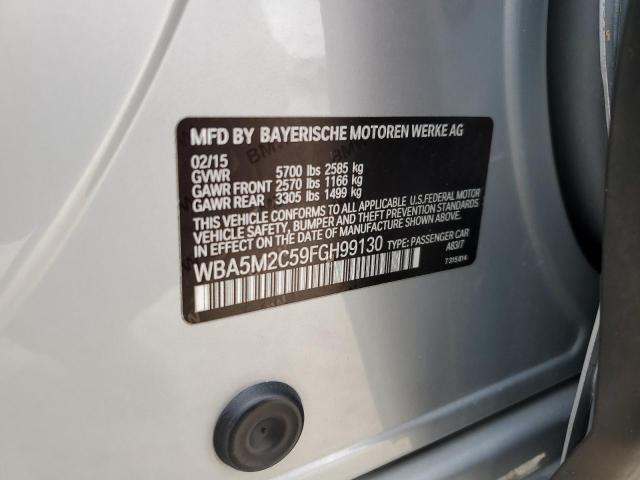 MFD BY BAYERISCHE MOTOREN WERKE AG
02/15
GVWR 5700 lbs 2585 kg
GAWR FRONT 2570 lbs 1166 kg
GAWR REAR 3305 lbs 1499 kg
THIS VEHICLE CONFORMS TO ALL APPLICABLE U.S.FEDERAL MOTOR
VEHICLE SAFETY, BUMPER, AND THEFT PREVENTION STANDARDS
IN EFFECT ON THE DATE OF MANUFACTURE SHOWN ABOVE.
WBA5M2C59FGH99130 TYPE: PASSENGER CAR
A83/7
7 315 814